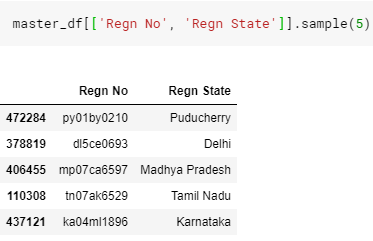 master_df[['Regn No', 'Regn State']].sample(5)
Regn No Regn State
472284 py01by0210 Puducherry
378819 dl5ce0693 Delhi
406455 mp07ca6597 Madhya Pradesh
110308 tn07ak6529 Tamil Nadu
437121 ka04ml1896 Karnataka